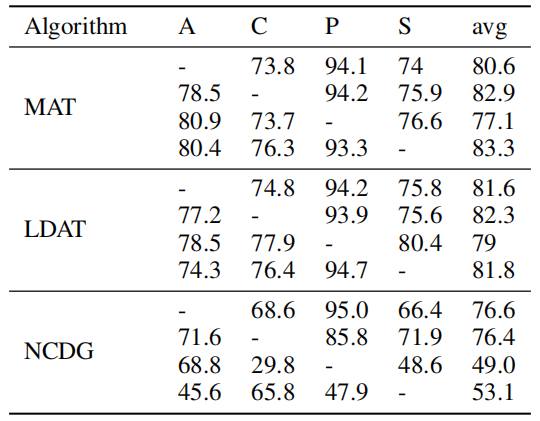 Algorithm A C P S avg
- 73.8 94.1 74 80.6
78.5 - 94.2 75.9 82.9
MAT
80.9 73.7 - 76.6 77.1
80.4 76.3 93.3 - 83.3
- 74.8 94.2 75.8 81.6
77.2 - 93.9 75.6 82.3
LDAT
78.5 77.9 - 80.4 79
74.3 76.4 94.7 - 81.8
- 68.6 95.0 66.4 76.6
71.6 - 85.8 71.9 76.4
NCDG
68.8 29.8 - 48.6 49.0
45.6 65.8 47.9 - 53.1